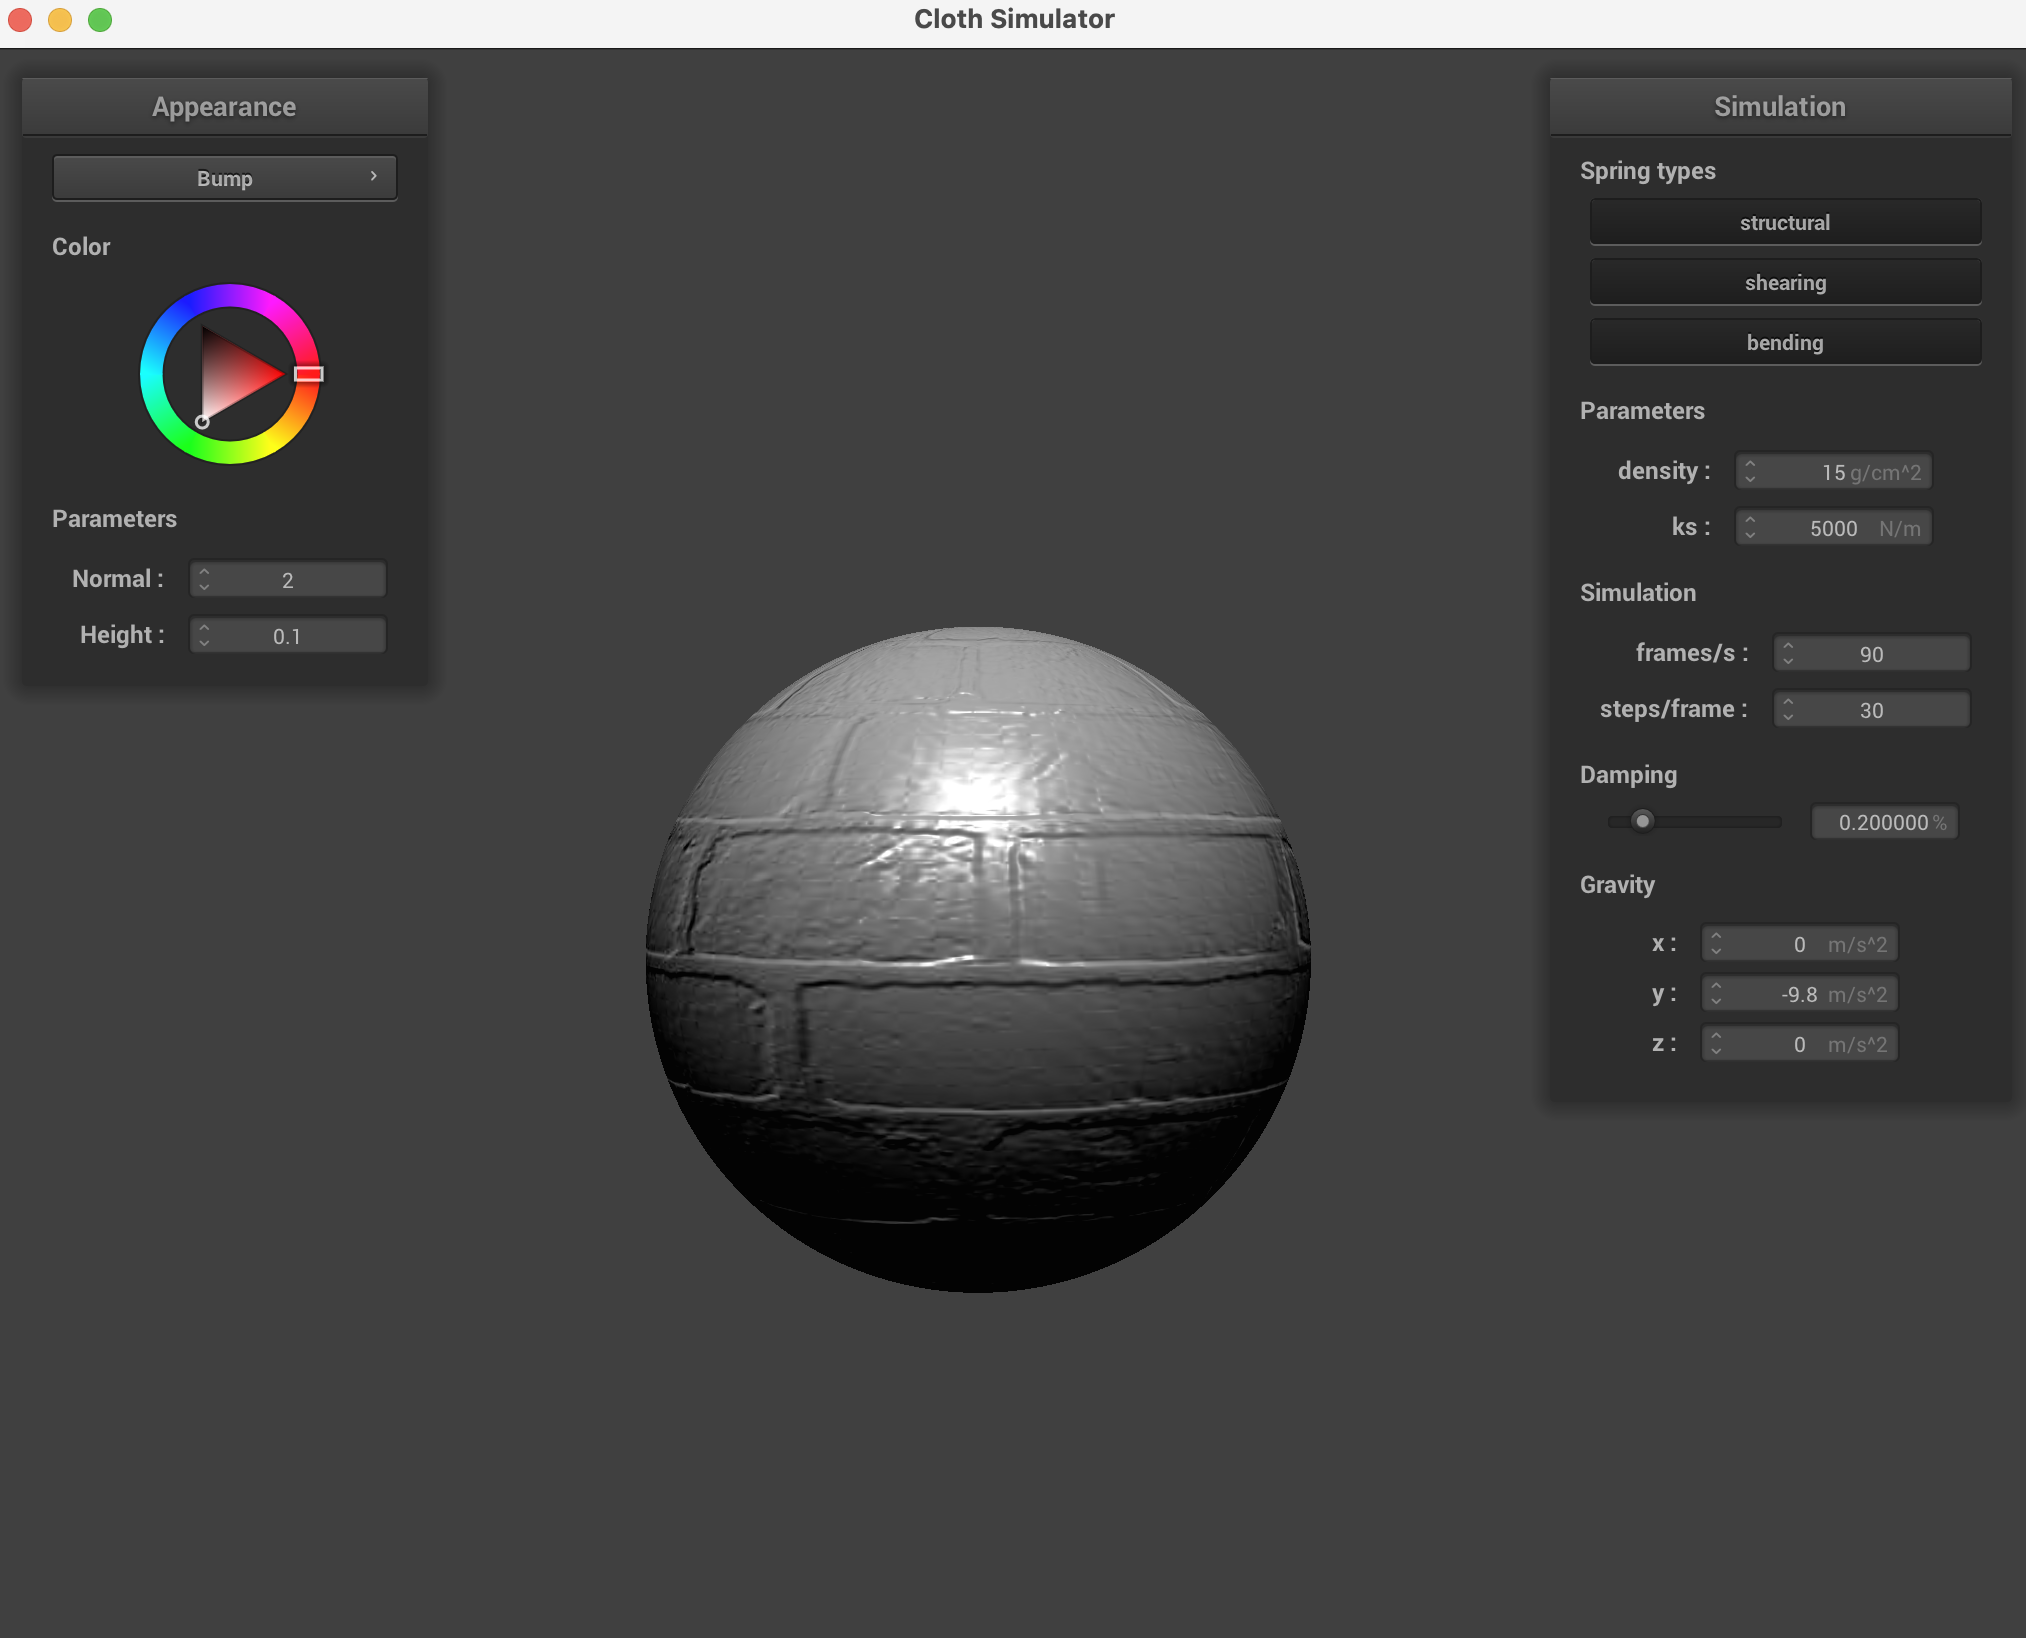 Cloth Simulator
Appearance
Bump
Color
Parameters
Normal : 2
Height : 0.1
Simulation
Spring types
structural
shearing
bending
Parameters
density : 15 g/cm^2
ks : 5000 N/m
Simulation
frames/s : 90
steps/frame : 30
Damping
0.200000 %
Gravity
x : 0 m/s^2
y : -9.8 m/s^2
z : 0 m/s^2